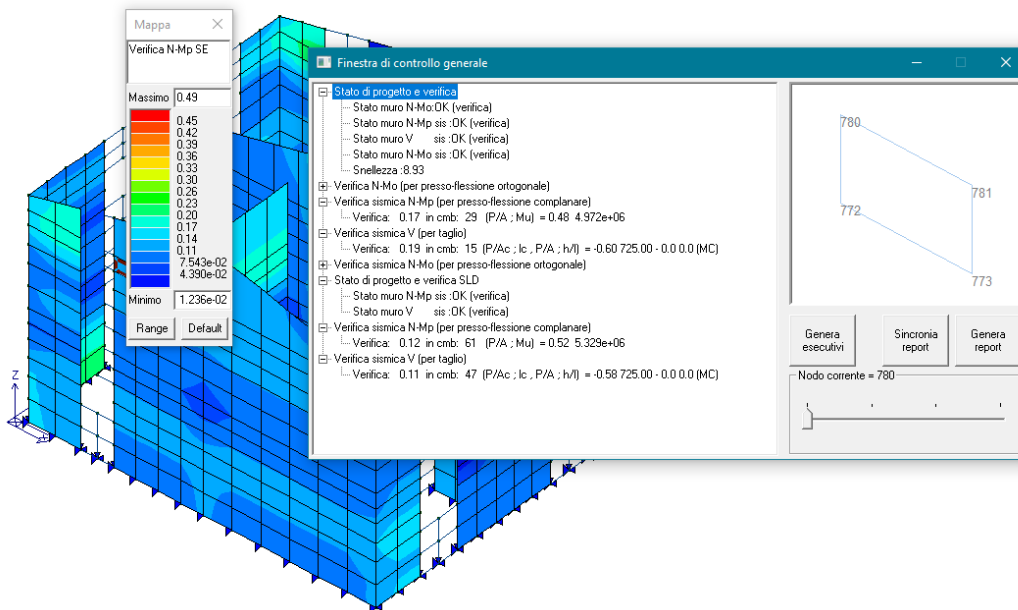 Mappa
Verifica N-Mp SE
Massimo 0.49
0.45
0.42
0.39
0.36
0.33
0.30
0.26
0.23
0.20
0.17
0.14
0.11
7.543e-02
4.390e-02
Minimo 1.236e-02
Range Default
Z
Finestra di controllo generale
Stato di progetto e verifica
Stato muro N-Mo:OK (verifica)
Stato muro N-Mp sis :OK (verifica)
Stato muro V sis :OK (verifica)
Stato muro N-Mo sis :OK (verifica)
Snellezza :8.93
Verifica N-Mo (per presso-flessione ortogonale)
Verifica sismica N-Mp (per presso-flessione complanare)
Verifica: 0.17 in cmb: 29 (P/A ; Mu) = 0.48 4.972e+06
Verifica sismica V (per taglio)
Verifica: 0.19 in cmb: 15 (P/Ac ; lc , P/A ; h/l) = -0.60 725.00 - 0.0 0.0 (MC)
Verifica sismica N-Mo (per presso-flessione ortogonale)
Stato di progetto e verifica SLD
Stato muro N-Mp sis :OK (verifica)
Stato muro V sis :OK (verifica)
Verifica sismica N-Mp (per presso-flessione complanare)
Verifica: 0.12 in cmb: 61 (P/A ; Mu) = 0.52 5.329e+06
Verifica sismica V (per taglio)
Verifica: 0.11 in cmb: 47 (P/Ac ; lc , P/A ; h/l) = -0.58 725.00 - 0.0 0.0 (MC)
780
781
772
773
Genera esecutivi
Sincronia report
Genera report
Nodo corrente = 780